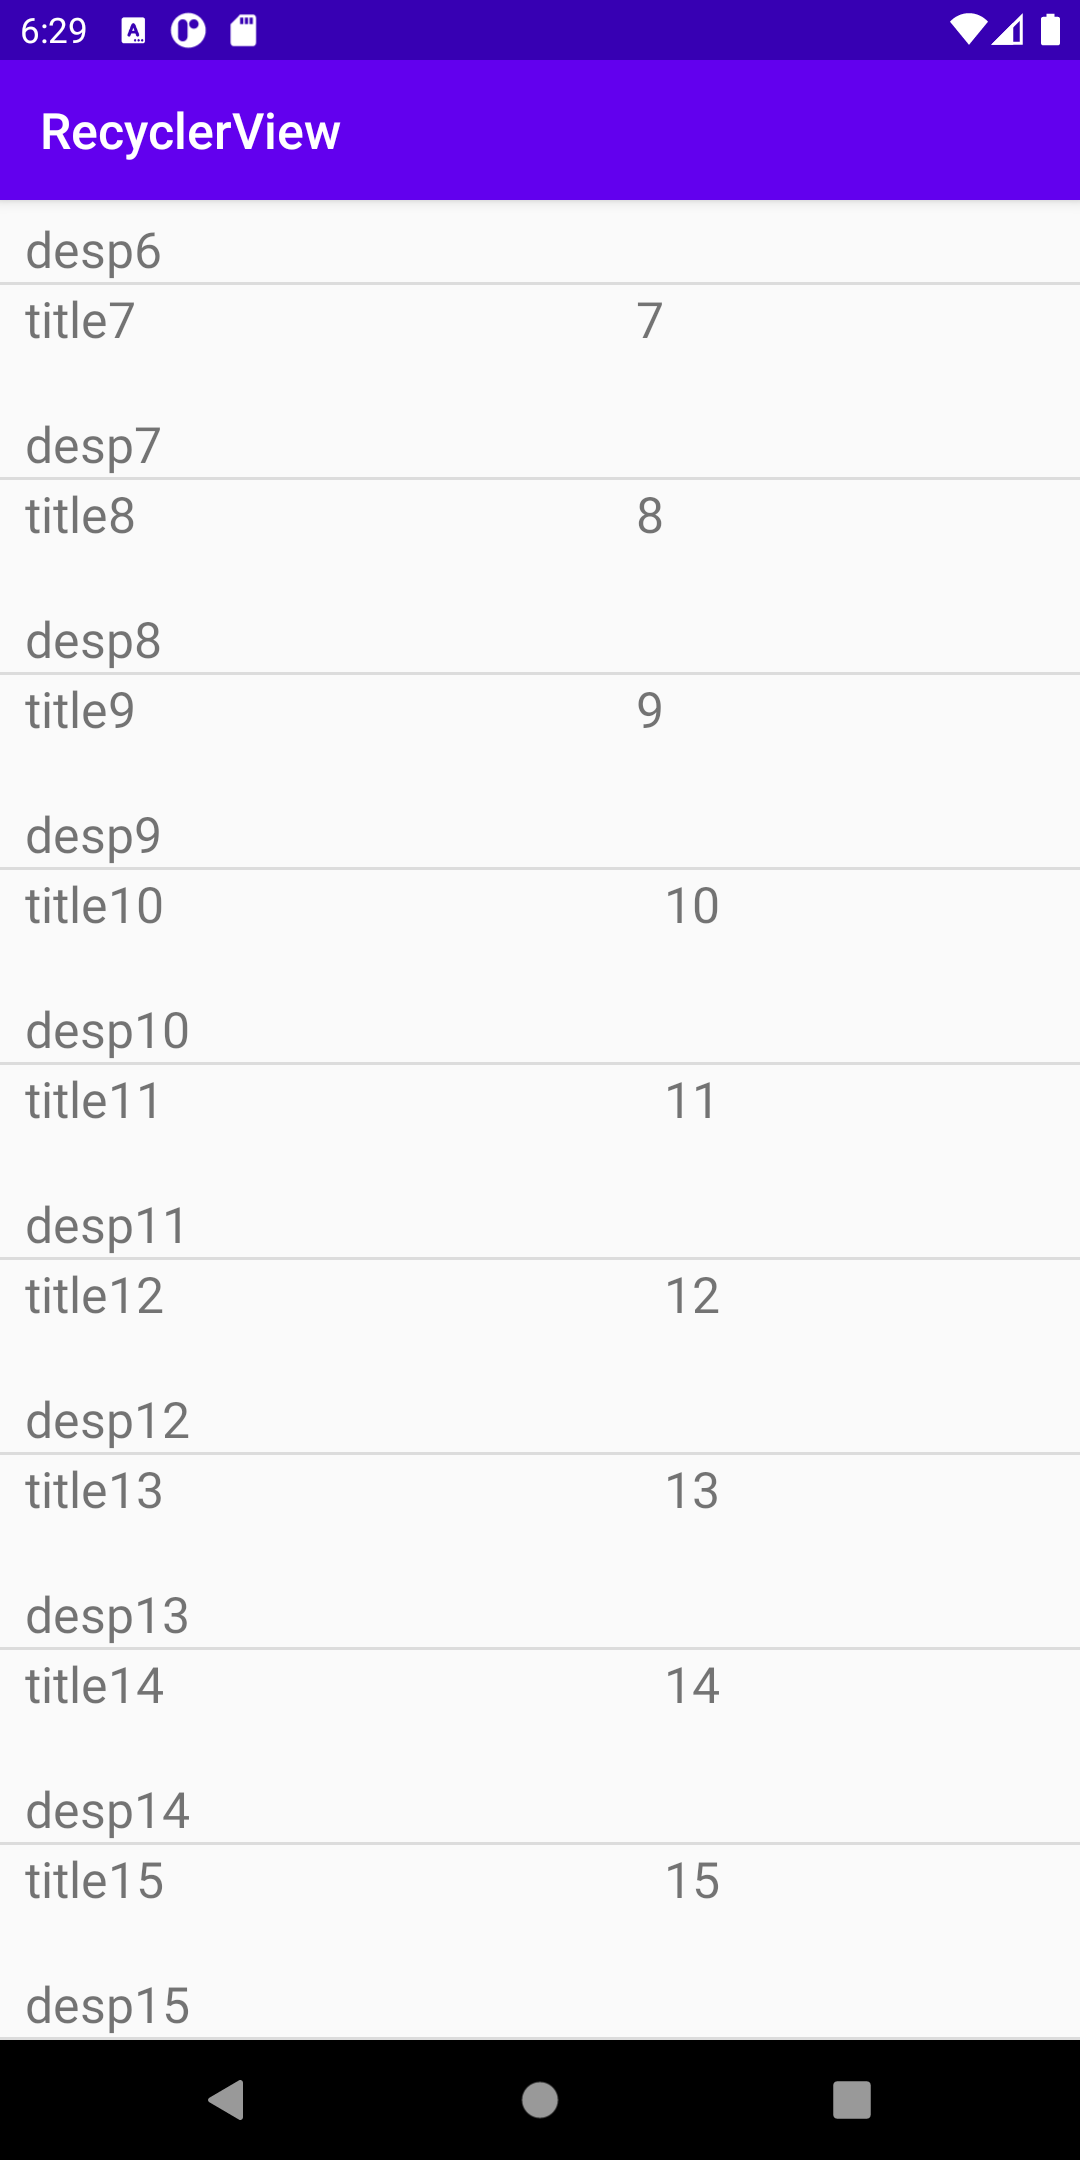 6:29
RecyclerView
desp6
title7 7
desp7
title8 8
desp8
title9 9
desp9
title10 10
desp10
title11 11
desp11
title12 12
desp12
title13 13
desp13
title14 14
desp14
title15 15
desp15